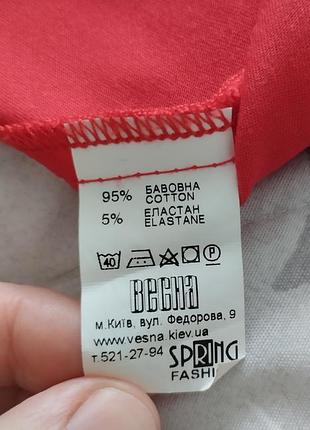 95% БАВОВНА
COTTON
5% ЕЛАСТАН
ELASTANE
40 P
ВЕСНА
м.Київ, вул. Федорова, 9
www.vesna.kiev.ua
т.521-27-94 SPRING
FASHI